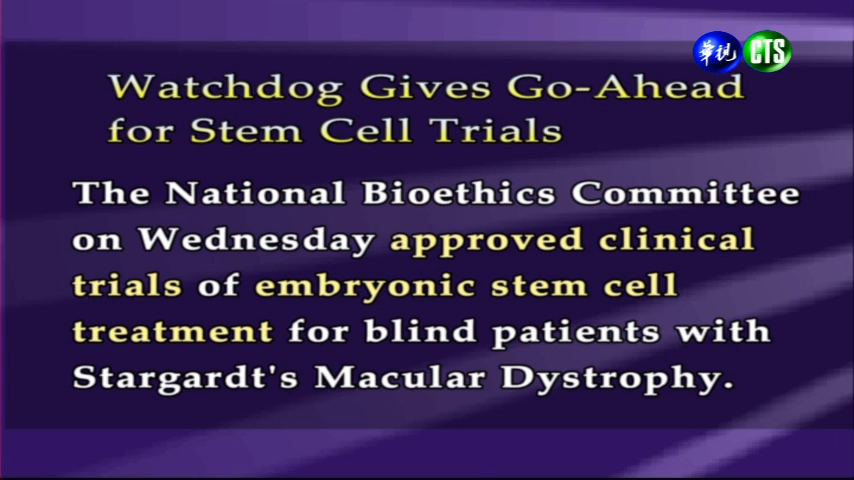 華視 CTS
Watchdog Gives Go-Ahead
for Stem Cell Trials
The National Bioethics Committee
on Wednesday approved clinical
trials of embryonic stem cell
treatment for blind patients with
Stargardt's Macular Dystrophy.